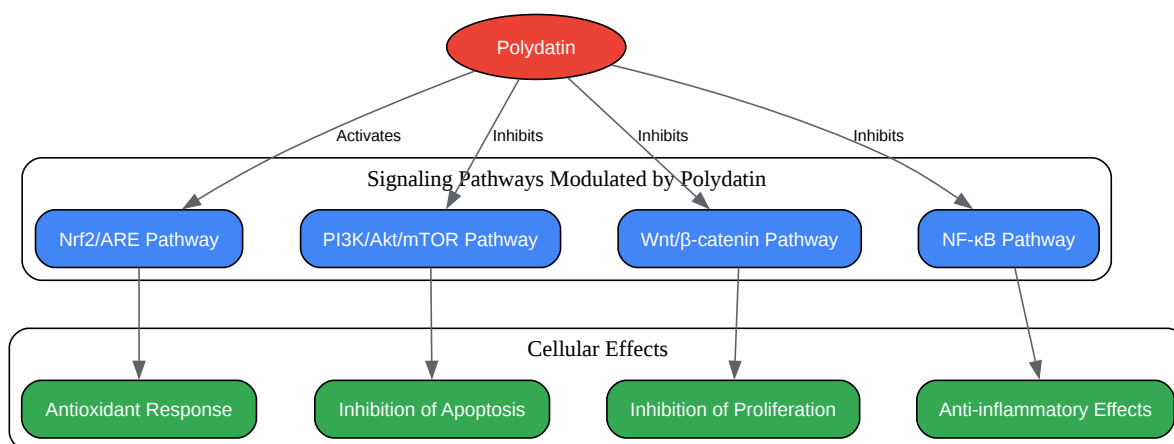 Polydatin
Activates
Inhibits
Inhibits
Inhibits
Signaling Pathways Modulated by Polydatin
Nrf2/ARE Pathway
PI3K/Akt/mTOR Pathway
Wnt/β-catenin Pathway
NF-κB Pathway
Cellular Effects
Antioxidant Response
Inhibition of Apoptosis
Inhibition of Proliferation
Anti-inflammatory Effects